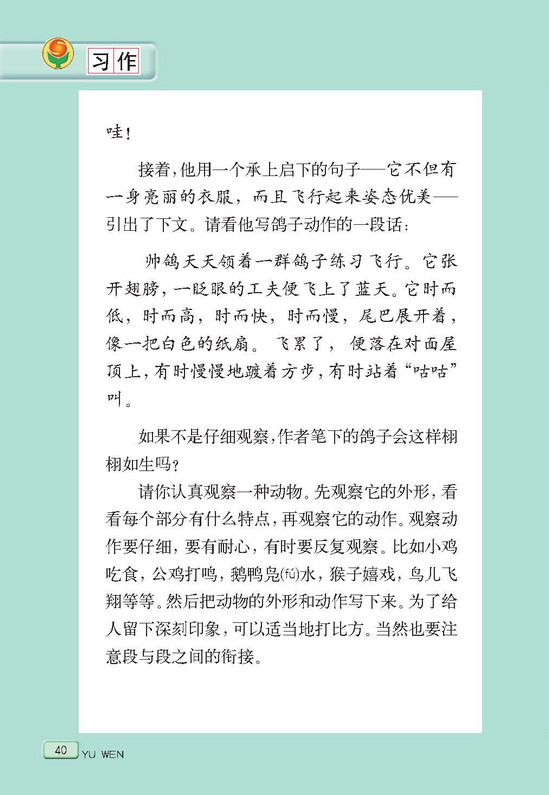 习作
哇！
接着，他用一个承上启下的句子——它不但有
一身亮丽的衣服，而且飞行起来姿态优美——
引出了下文。请看他写鸽子动作的一段话：
帅鸽天天领着一群鸽子练习飞行。它张
开翅膀，一眨眼的工夫便飞上了蓝天。它时而
低，时而高，时而快，时而慢，尾巴展开着，
像一把白色的纸扇。飞累了，便落在对面屋
顶上，有时慢慢地踱着方步，有时站着“咕咕”
叫。
如果不是仔细观察，作者笔下的鸽子会这样栩
栩如生吗？
请你认真观察一种动物。先观察它的外形，看
看每个部分有什么特点，再观察它的动作。观察动
作要仔细，要有耐心，有时要反复观察。比如小鸡
吃食，公鸡打鸣，鹅鸭凫(fú)水，猴子嬉戏，鸟儿飞
翔等等。然后把动物的外形和动作写下来。为了给
人留下深刻印象，可以适当地打比方。当然也要注
意段与段之间的衔接。
40 YU WEN